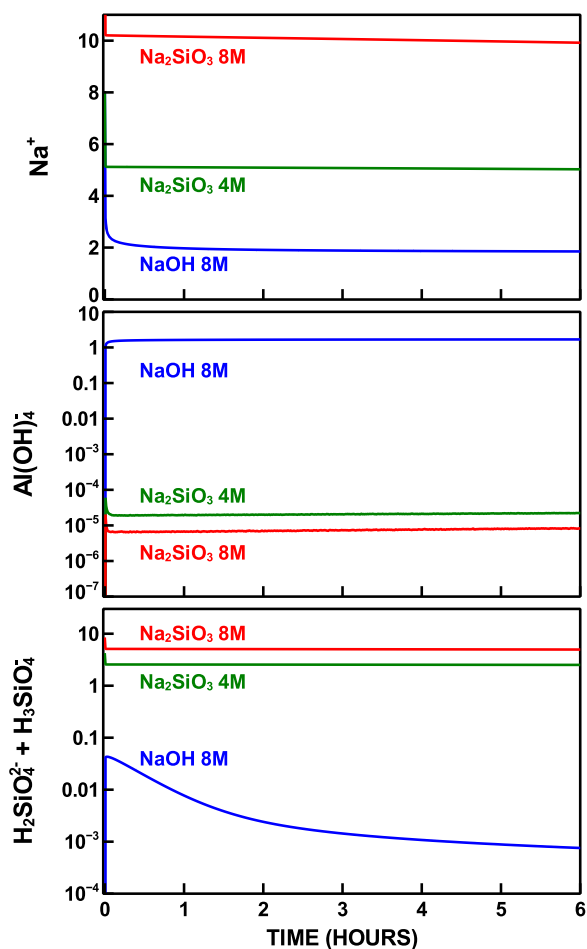 Na⁺
10
8
6
4
2
0
Na₂SiO₃ 8M
Na₂SiO₃ 4M
NaOH 8M
Al(OH)₄⁻
10
1
0.1
0.01
10⁻³
10⁻⁴
10⁻⁵
10⁻⁶
10⁻⁷
NaOH 8M
Na₂SiO₃ 4M
Na₂SiO₃ 8M
H₂SiO₄²⁻ + H₃SiO₄⁻
10
1
0.1
0.01
10⁻³
10⁻⁴
Na₂SiO₃ 8M
Na₂SiO₃ 4M
NaOH 8M
0 1 2 3 4 5 6
TIME (HOURS)